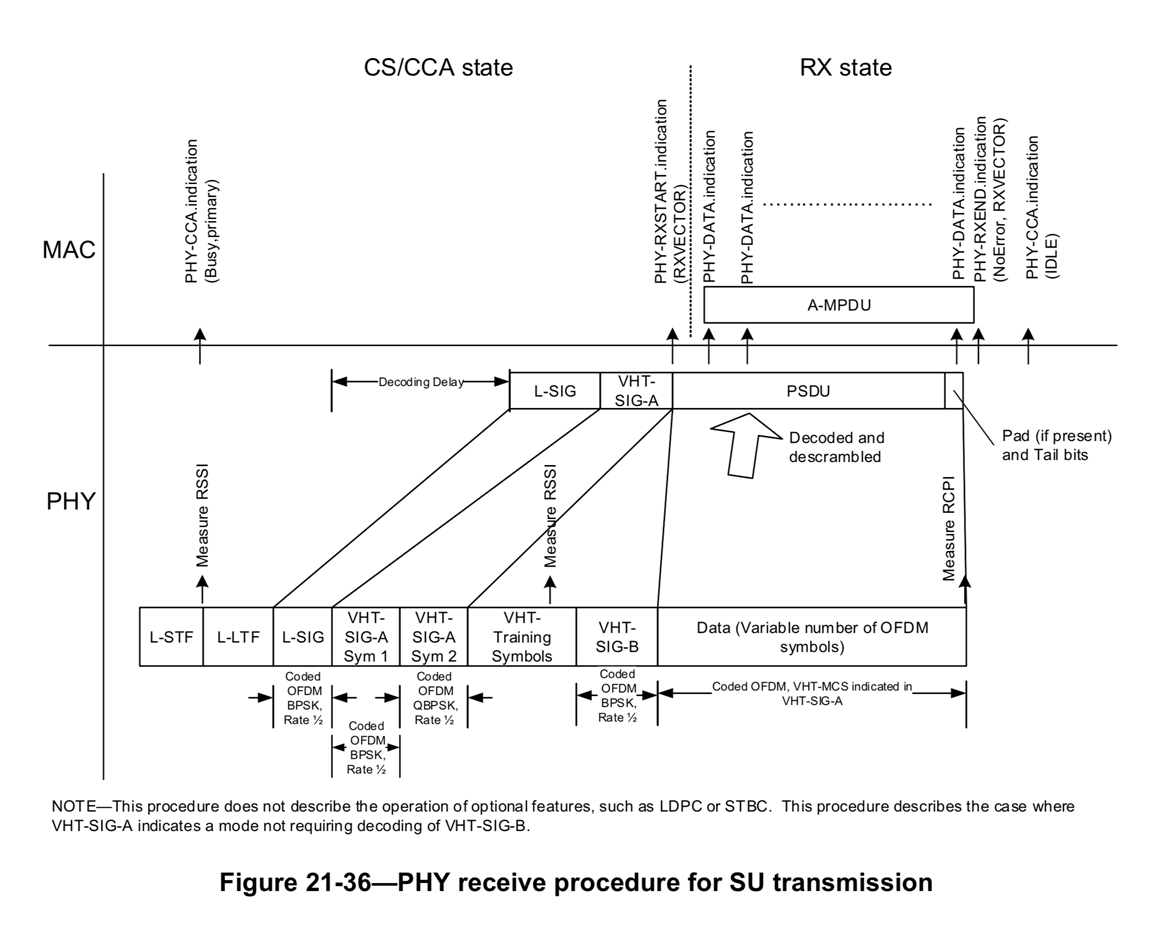 CS/CCA state
RX state
PHY-CCA.indication
(Busy,primary)
PHY-RXSTART.indication
(RXVECTOR)
PHY-DATA.indication
PHY-DATA.indication
PHY-DATA.indication
PHY-RXEND.indication
(NoError, RXVECTOR)
PHY-CCA.indication
(IDLE)
MAC
A-MPDU
Decoding Delay
L-SIG
VHT-
SIG-A
PSDU
Decoded and
descrambled
Pad (if present)
and Tail bits
PHY
Measure RSSI
Measure RSSI
Measure RCPI
L-STF
L-LTF
L-SIG
VHT-
SIG-A
Sym 1
VHT-
SIG-A
Sym 2
VHT-
Training
Symbols
VHT-
SIG-B
Data (Variable number of OFDM
symbols)
Coded
OFDM
BPSK,
Rate ½
Coded
OFDM
BPSK,
Rate ½
Coded
OFDM
QBPSK,
Rate ½
Coded
OFDM
BPSK,
Rate ½
Coded OFDM, VHT-MCS indicated in
VHT-SIG-A
NOTE—This procedure does not describe the operation of optional features, such as LDPC or STBC. This procedure describes the case where
VHT-SIG-A indicates a mode not requiring decoding of VHT-SIG-B.
Figure 21-36—PHY receive procedure for SU transmission